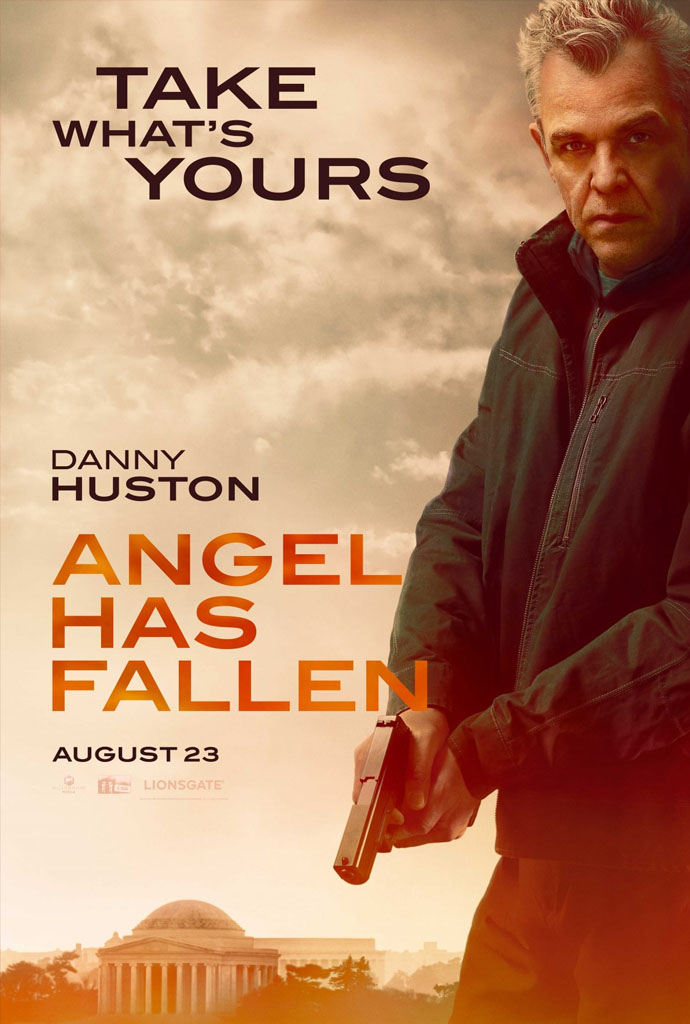 TAKE
WHAT'S
YOURS
DANNY
HUSTON
ANGEL
HAS
FALLEN
AUGUST 23
LIONSGATE